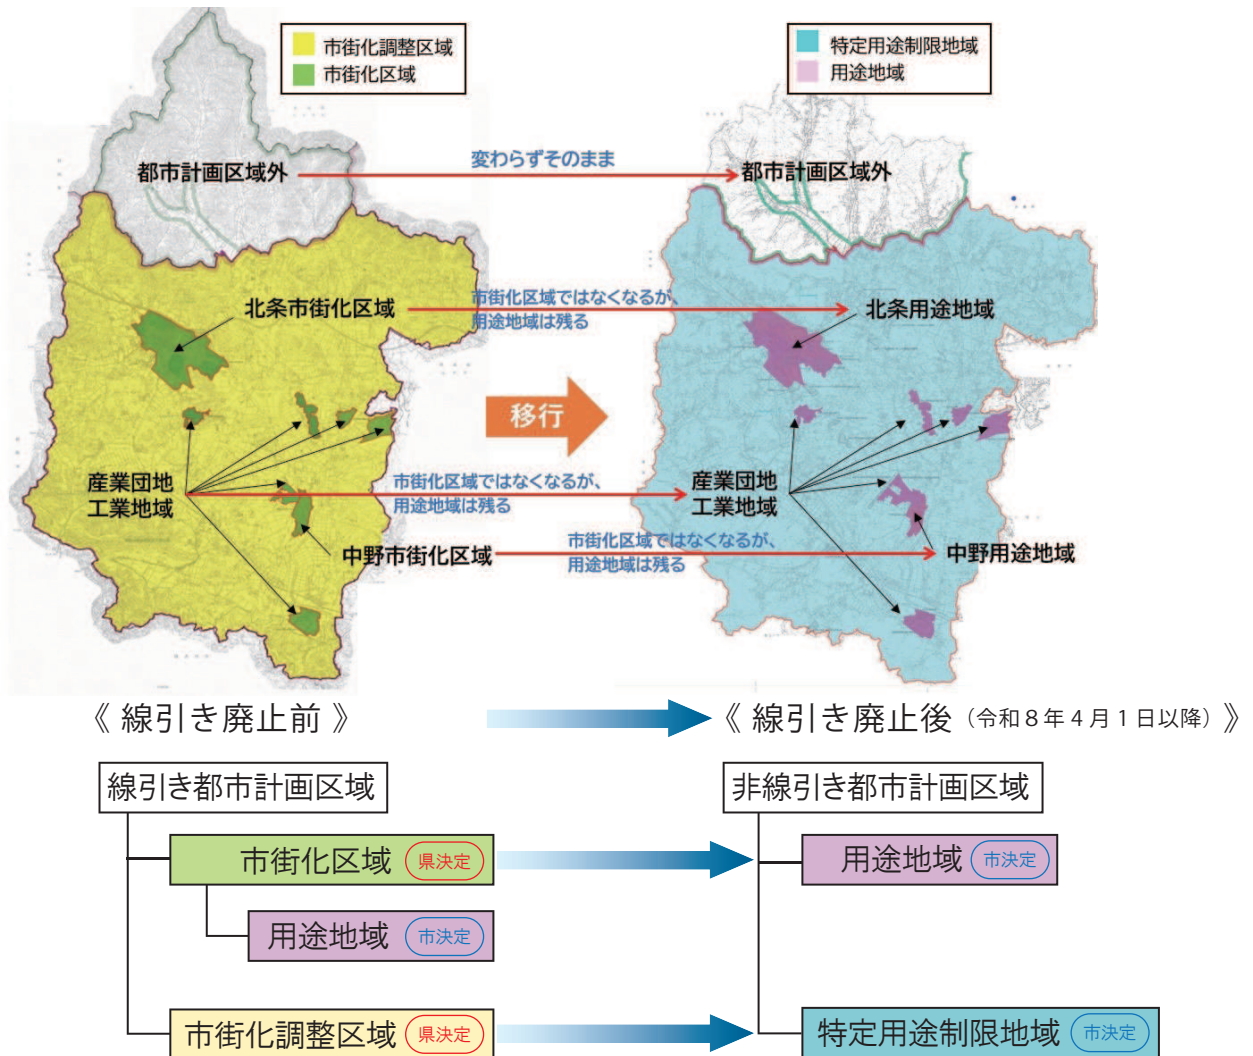 市街化調整区域
市街化区域
特定用途制限地域
用途地域
都市計画区域外
変わらずそのまま
都市計画区域外
北条市街化区域
市街化区域ではなくなるが、
用途地域は残る
北条用途地域
移行
産業団地
工業地域
市街化区域ではなくなるが、
用途地域は残る
産業団地
工業地域
中野市街化区域
市街化区域ではなくなるが、
用途地域は残る
中野用途地域
《 線引き廃止前 》
《 線引き廃止後（令和８年４月１日以降）》
線引き都市計画区域
非線引き都市計画区域
市街化区域 県決定
用途地域 市決定
用途地域 市決定
市街化調整区域 県決定
特定用途制限地域 市決定